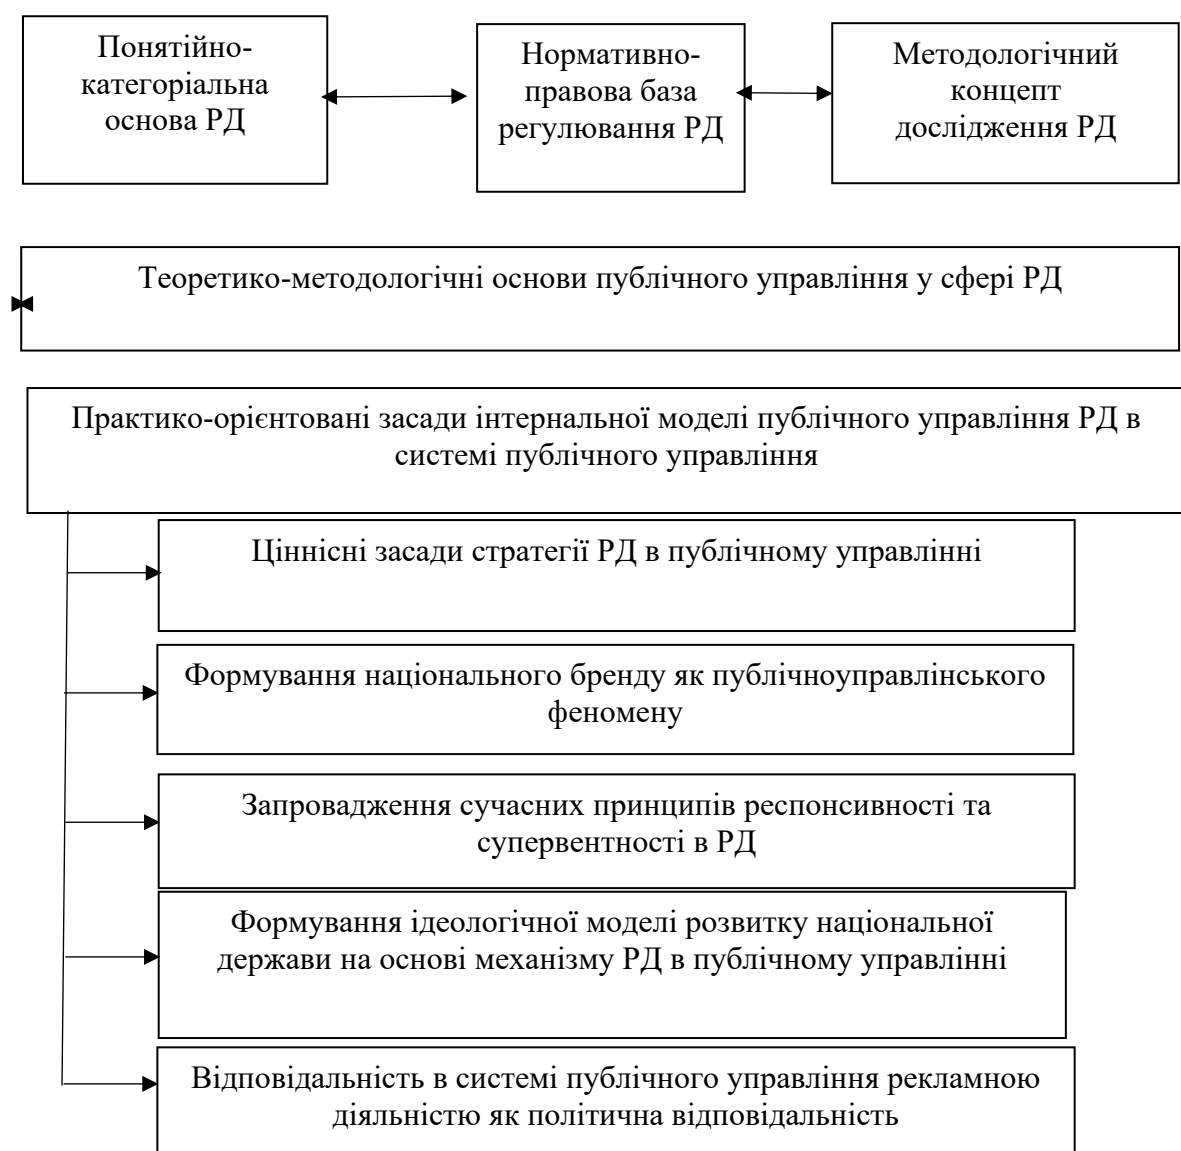 Понятійно-
категоріальна
основа РД
Нормативно-
правова база
регулювання РД
Методологічний
концепт
дослідження РД
Теоретико-методологічні основи публічного управління у сфері РД
Практико-орієнтовані засади інтернальної моделі публічного управління РД в
системі публічного управління
Ціннісні засади стратегії РД в публічному управлінні
Формування національного бренду як публічноуправлінського
феномену
Запровадження сучасних принципів респонсивності та
супервентності в РД
Формування ідеологічної моделі розвитку національної
держави на основі механізму РД в публічному управлінні
Відповідальність в системі публічного управління рекламною
діяльністю як політична відповідальність